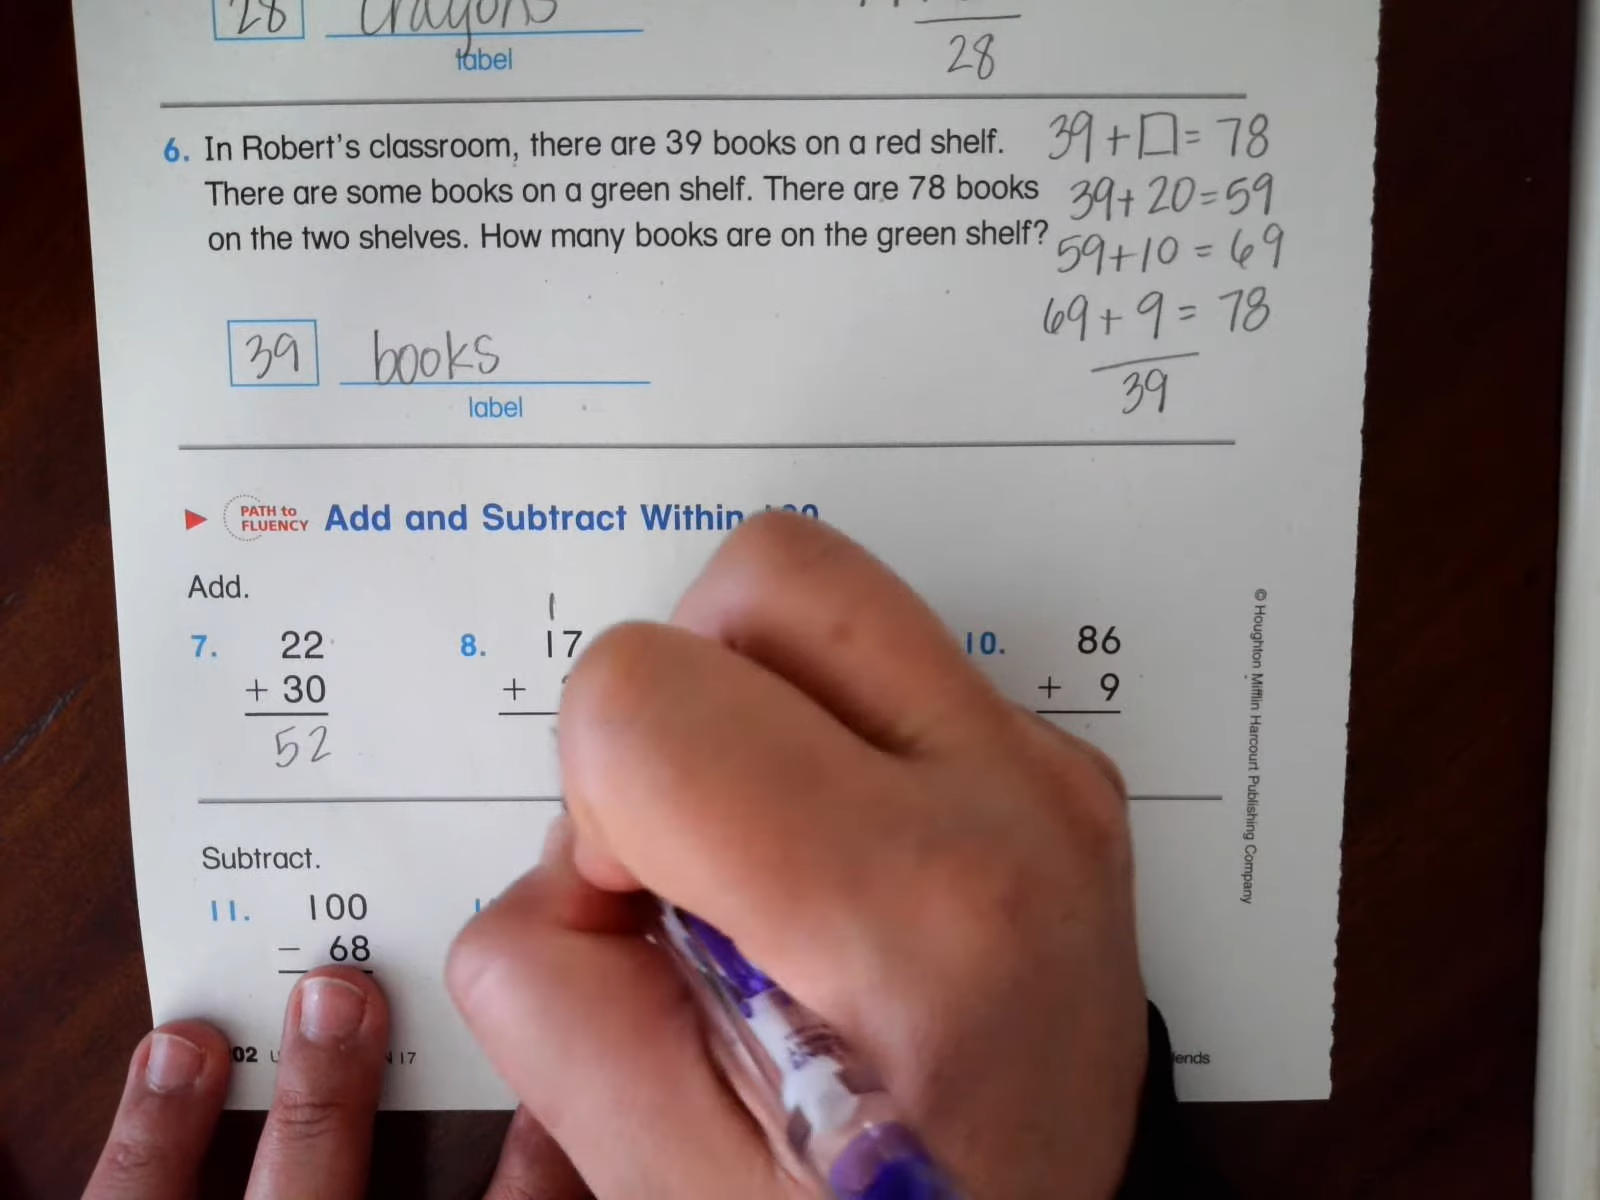 28 crayons
label
28
6. In Robert's classroom, there are 39 books on a red shelf.
There are some books on a green shelf. There are 78 books
on the two shelves. How many books are on the green shelf?
39 + □ = 78
39 + 20 = 59
59 + 10 = 69
69 + 9 = 78
39
39 books
label
PATH to
FLUENCY
Add and Subtract Within
Add.
7. 22
+ 30
52
8. 1
17
+
10. 86
+ 9
Subtract.
11. 100
- 68
02
17
© Houghton Mifflin Harcourt Publishing Company